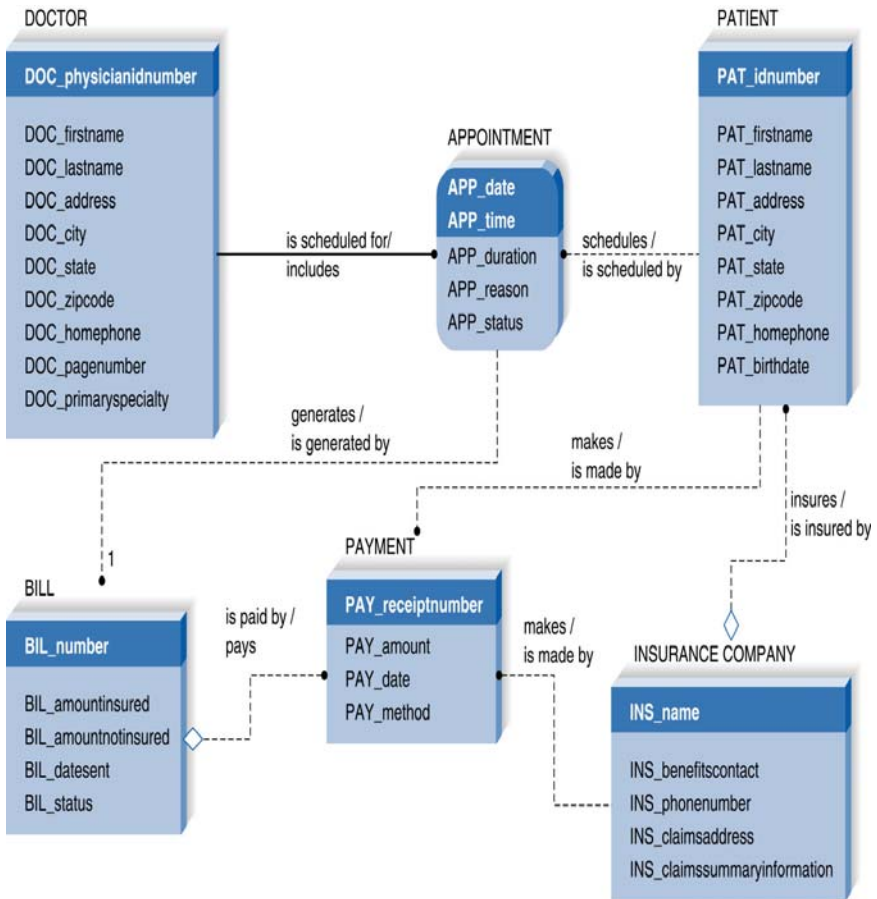 DOCTOR
DOC_physicianidnumber
DOC_firstname
DOC_lastname
DOC_address
DOC_city
DOC_state
DOC_zipcode
DOC_homephone
DOC_pagenumber
DOC_primaryspecialty
is scheduled for/
includes
APPOINTMENT
APP_date
APP_time
APP_duration
APP_reason
APP_status
schedules /
is scheduled by
PATIENT
PAT_idnumber
PAT_firstname
PAT_lastname
PAT_address
PAT_city
PAT_state
PAT_zipcode
PAT_homephone
PAT_birthdate
generates /
is generated by
makes /
is made by
insures /
is insured by
1
BILL
BIL_number
BIL_amountinsured
BIL_amountnotinsured
BIL_datesent
BIL_status
is paid by /
pays
PAYMENT
PAY_receiptnumber
PAY_amount
PAY_date
PAY_method
makes /
is made by
INSURANCE COMPANY
INS_name
INS_benefitscontact
INS_phonenumber
INS_claimsaddress
INS_claimssummaryinformation